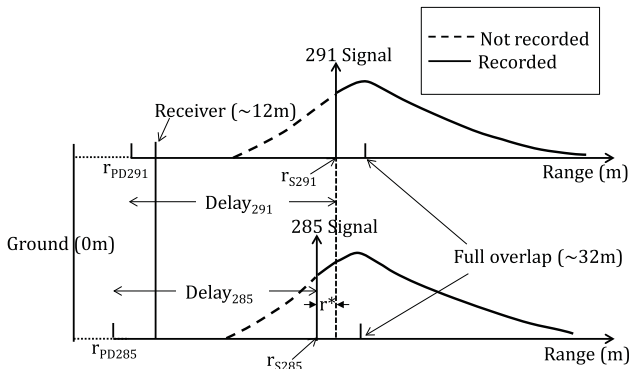 Not recorded
Recorded
291 Signal
Receiver (~12m)
r_PD291
r_S291
Range (m)
Delay_291
285 Signal
Ground (0m)
Full overlap (~32m)
Delay_285
r*
r_PD285
r_S285
Range (m)